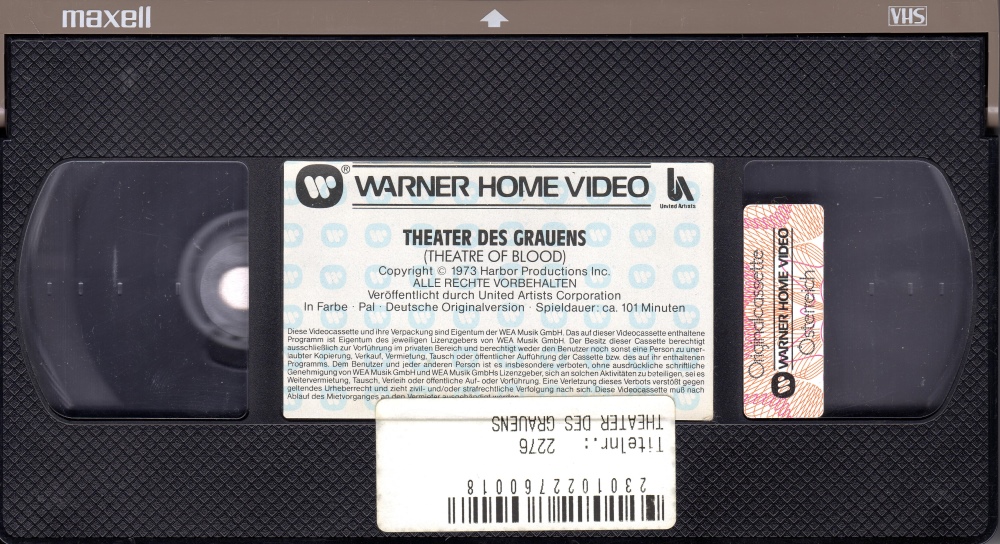 maxell
VHS
W ® WARNER HOME VIDEO
United Artists
THEATER DES GRAUENS
(THEATRE OF BLOOD)
Copyright © 1973 Harbor Productions Inc.
ALLE RECHTE VORBEHALTEN
Veröffentlicht durch United Artists Corporation
In Farbe · Pal · Deutsche Originalversion · Spieldauer: ca. 101 Minuten
Diese Videocassette und ihre Verpackung sind Eigentum der WEA Musik GmbH. Das auf dieser Videocassette enthaltene
Programm ist Eigentum des jeweiligen Lizenzgebers von WEA Musik GmbH. Der Besitz dieser Cassette berechtigt
ausschließlich zur Vorführung im privaten Bereich und berechtigt weder den Benutzer noch sonst eine Person zu uner-
laubter Kopierung, Verkauf, Vermietung, Tausch oder öffentlicher Aufführung der Cassette bzw. des auf ihr enthaltenen
Programms. Dem Benutzer und jeder anderen Person ist es insbesondere verboten, ohne ausdrückliche schriftliche
Genehmigung von WEA Musik GmbH und WEA Musik GmbHs Lizenzgeber, sich an solchen Aktivitäten zu beteiligen, sei es
Weitervermietung, Tausch, Verleih oder öffentliche Auf- oder Vorführung. Eine Verletzung dieses Verbots verstößt gegen
geltendes Urheberrecht und zieht zivil- und/oder strafrechtliche Verfolgung nach sich. Diese Videocassette muß nach
Ablauf des Mietvorganges an den Vermieter ausgehändigt werden.
Originalcassette
WARNER HOME VIDEO
Österreich
2301022760018
Titelnr.: 2276
THEATER DES GRAUENS